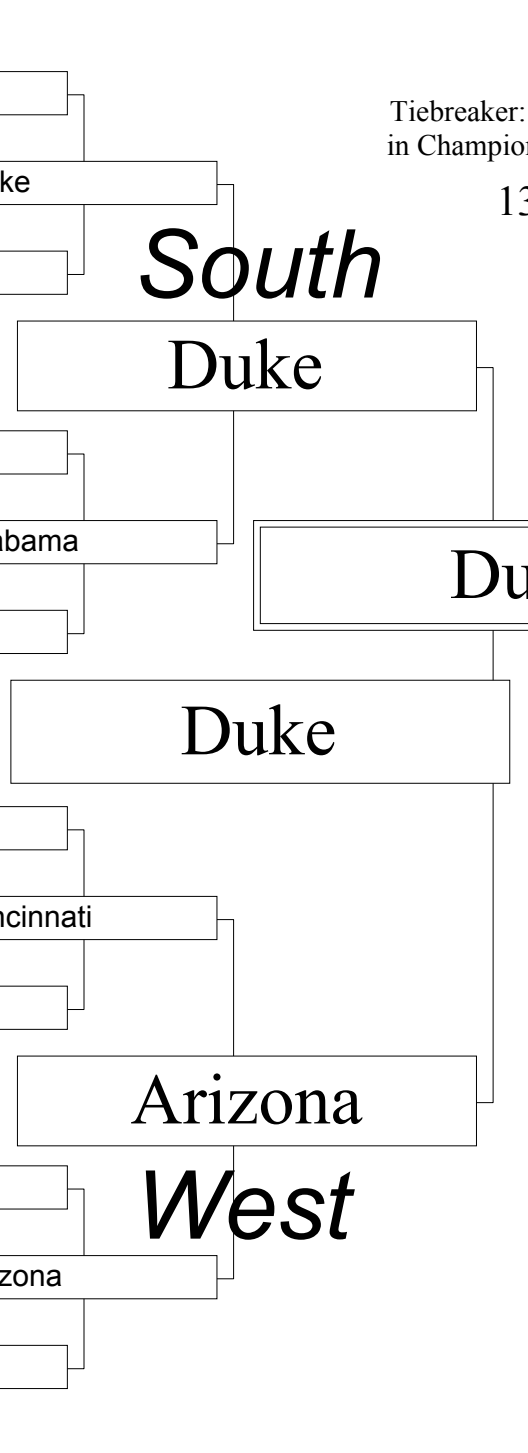 Tiebreaker:
in Champion
13
ke
South
Duke
abama
Du
Duke
ncinnati
Arizona
West
zona